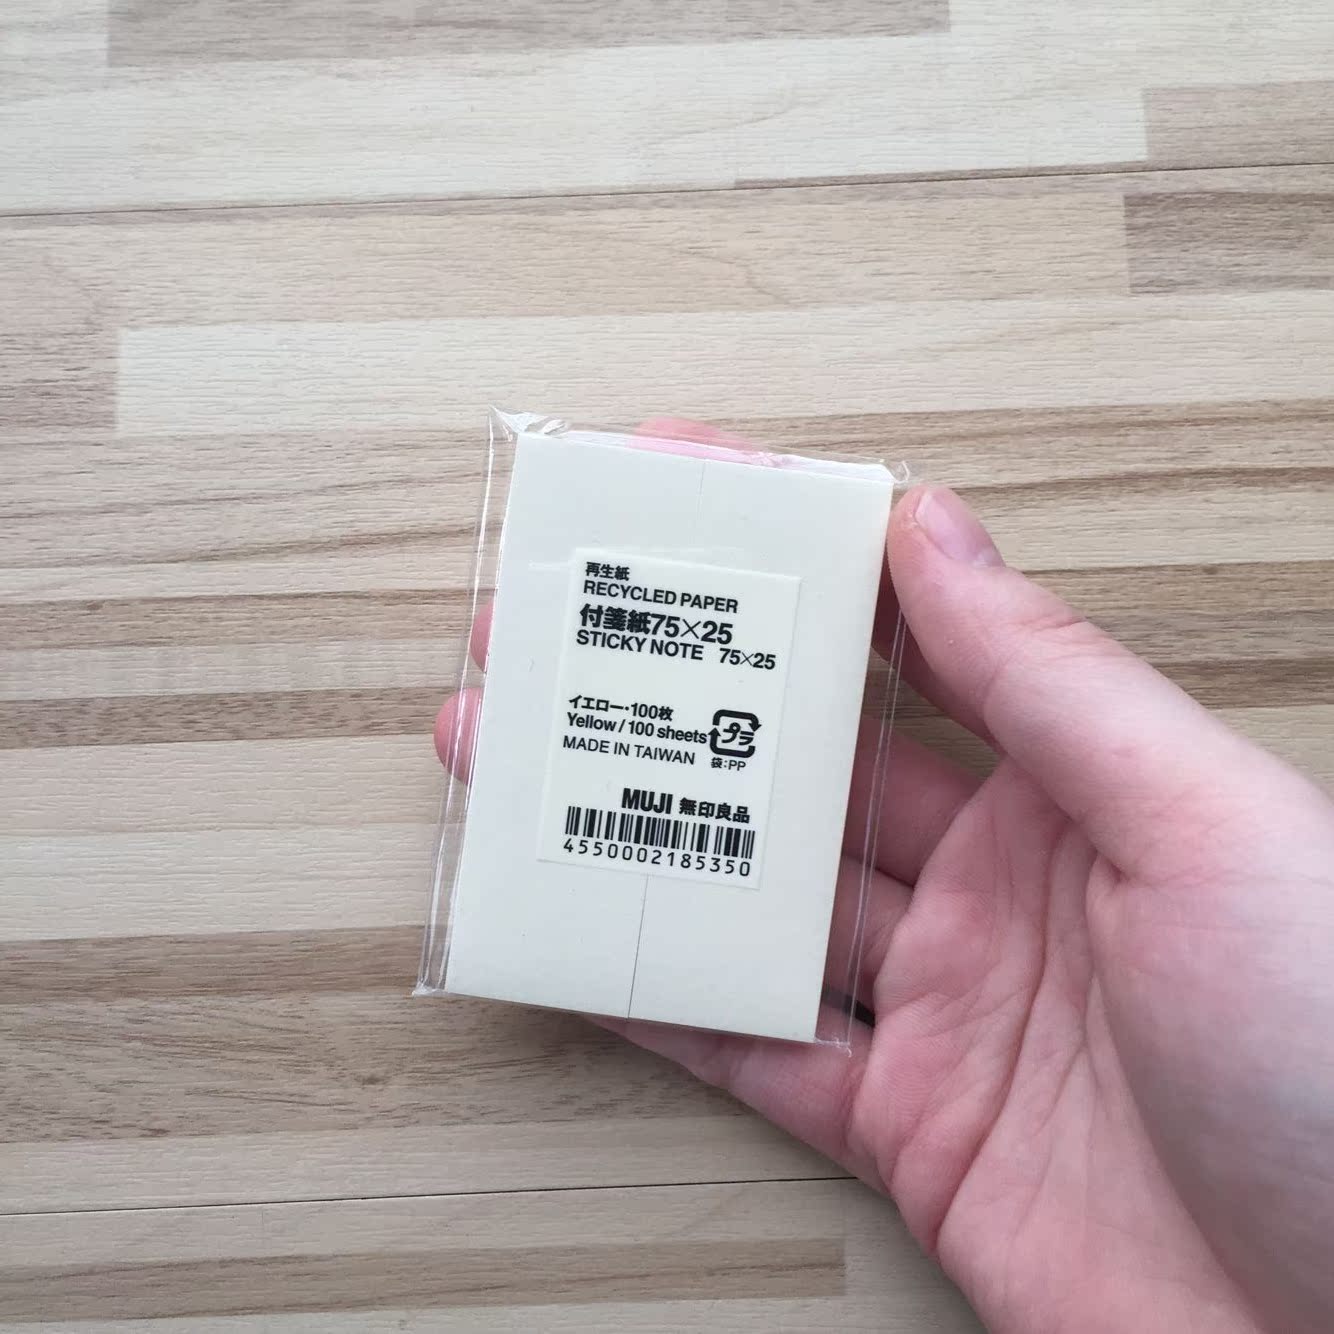 再生紙
RECYCLED PAPER
付箋紙75×25
STICKY NOTE 75×25
イエロー・100枚
Yellow / 100 sheets
MADE IN TAIWAN
プラ
袋:PP
MUJI 無印良品
4550002185350